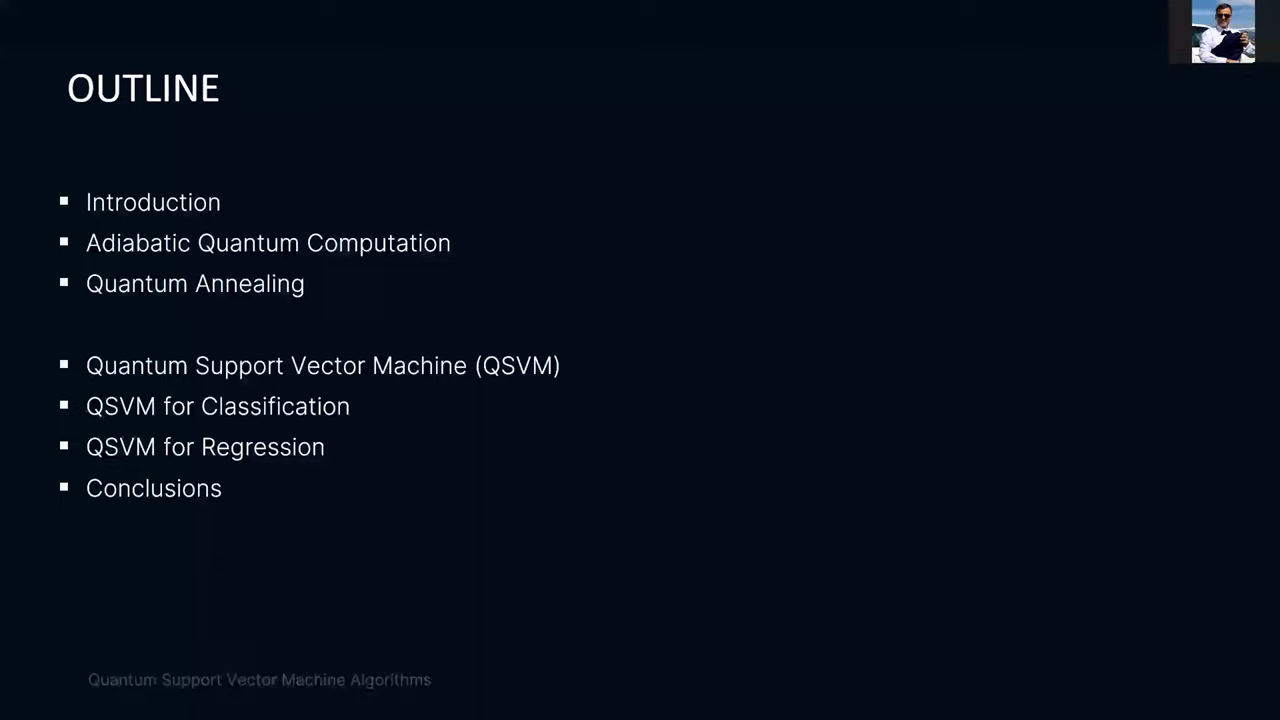 OUTLINE
Introduction
Adiabatic Quantum Computation
Quantum Annealing
Quantum Support Vector Machine (QSVM)
QSVM for Classification
QSVM for Regression
Conclusions
Quantum Support Vector Machine Algorithms